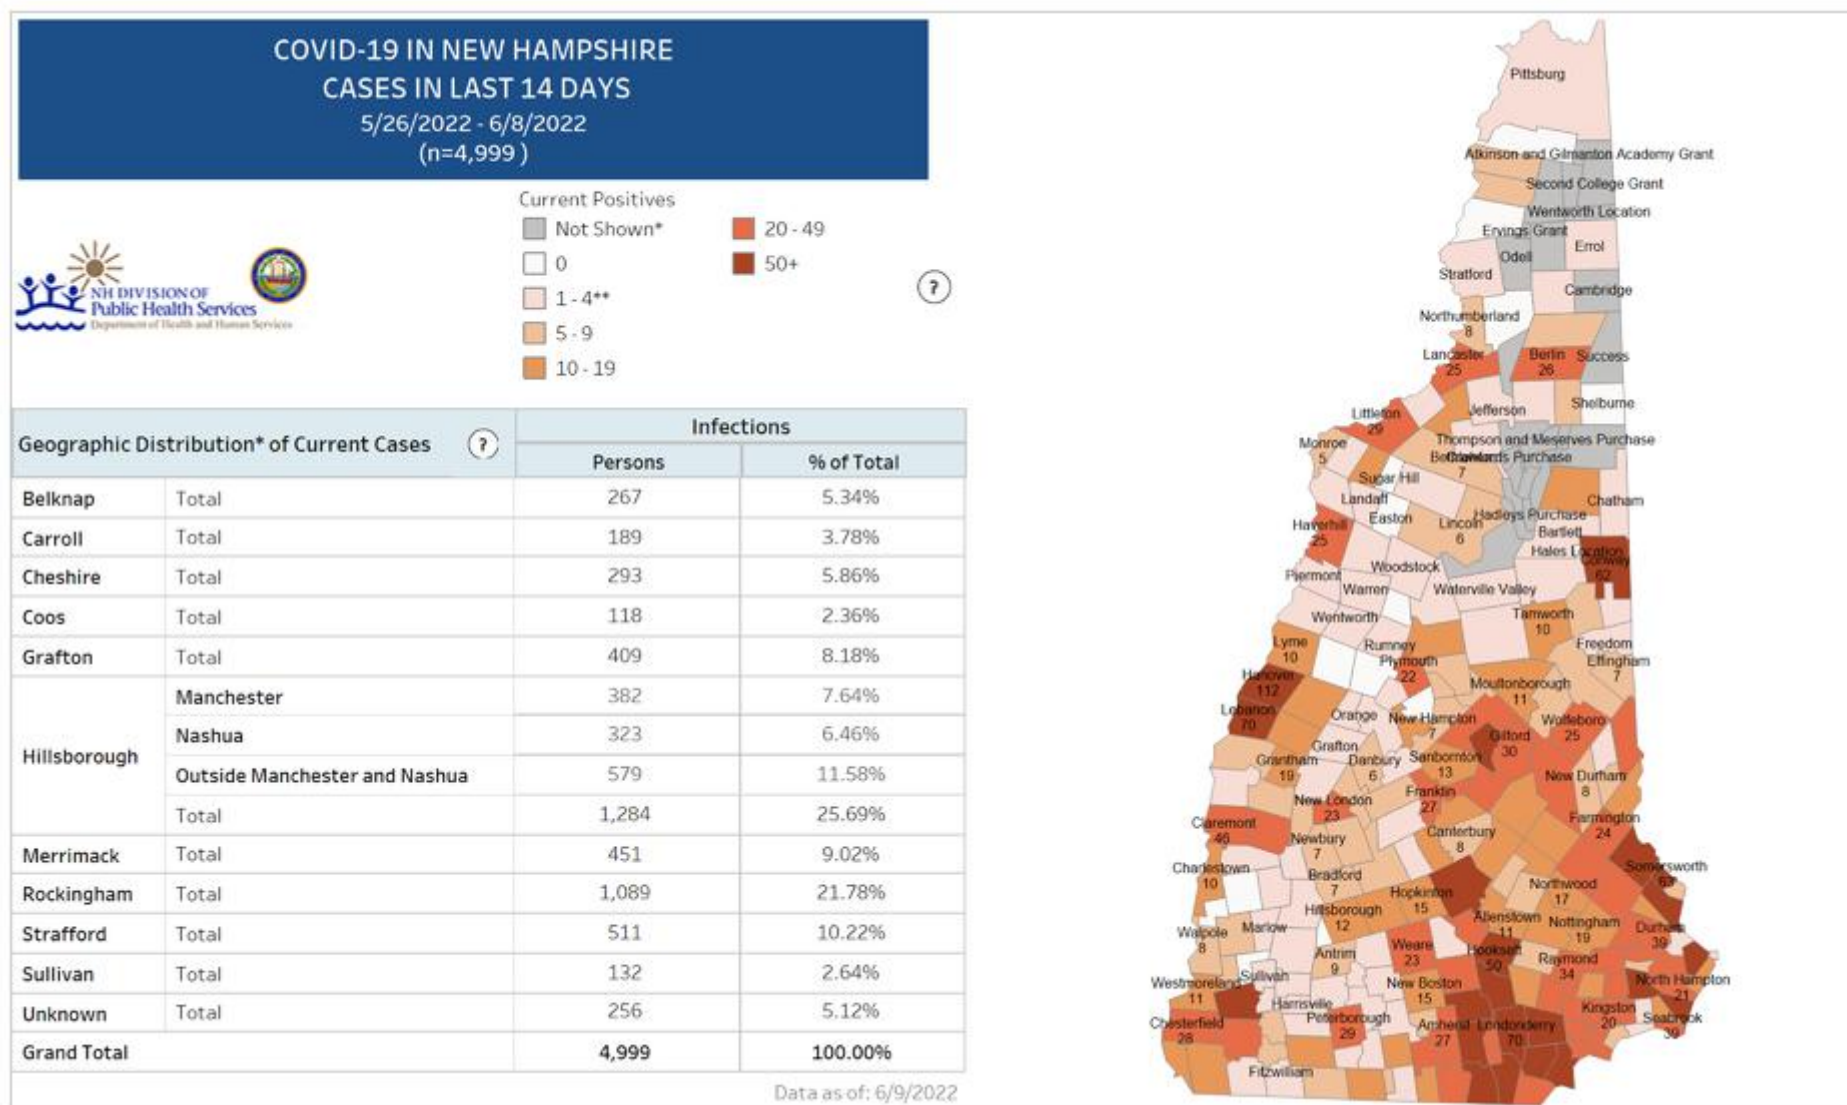 COVID-19 IN NEW HAMPSHIRE
CASES IN LAST 14 DAYS
5/26/2022 - 6/8/2022
(n=4,999 )
NH DIVISION OF
Public Health Services
Department of Health and Human Services
Current Positives
Not Shown*
0
1 - 4**
5 - 9
10 - 19
20 - 49
50+
?
Geographic Distribution* of Current Cases ? Infections
Persons % of Total
Belknap Total 267 5.34%
Carroll Total 189 3.78%
Cheshire Total 293 5.86%
Coos Total 118 2.36%
Grafton Total 409 8.18%
Hillsborough
Manchester 382 7.64%
Nashua 323 6.46%
Outside Manchester and Nashua 579 11.58%
Total 1,284 25.69%
Merrimack Total 451 9.02%
Rockingham Total 1,089 21.78%
Strafford Total 511 10.22%
Sullivan Total 132 2.64%
Unknown Total 256 5.12%
Grand Total 4,999 100.00%
Data as of: 6/9/2022
Pittsburg
Atkinson and Gilmanton Academy Grant
Second College Grant
Wentworth Location
Ervings Grant
Errol
Odell
Stratford
Cambridge
Northumberland
8
Lancaster
25
Berlin
26
Success
Shelburne
Jefferson
Littleton
29
Monroe
5
Thompson and Meserves Purchase
Purchase
7
Sugar Hill
Landaff
Chatham
Easton
Lincoln
6
Hadleys Purchase
Haverhill
25
Bartlett
Hales Location
Conway
62
Woodstock
Piermont
Warren
Waterville Valley
Wentworth
Tamworth
10
Lyme
10
Rumney
Freedom
Plymouth
22
Effingham
7
Hanover
112
Moultonborough
11
Lebanon
70
Orange
New Hampton
7
Wolfeboro
25
Gilford
30
Grafton
Grantham
19
Danbury
6
Sanbornton
13
New Durham
8
New London
23
Franklin
27
Claremont
46
Farmington
24
Newbury
7
Canterbury
8
Charlestown
10
Bradford
7
Somersworth
63
Hopkinton
15
Northwood
17
Hillsborough
12
Allenstown
11
Nottingham
19
Walpole
8
Marlow
Durham
39
Weare
23
Hooksett
50
Antrim
9
Raymond
34
Westmoreland
11
Sullivan
New Boston
15
North Hampton
21
Harrisville
Chesterfield
28
Peterborough
29
Kingston
20
Seabrook
39
Amherst
27
Londonderry
70
Fitzwilliam